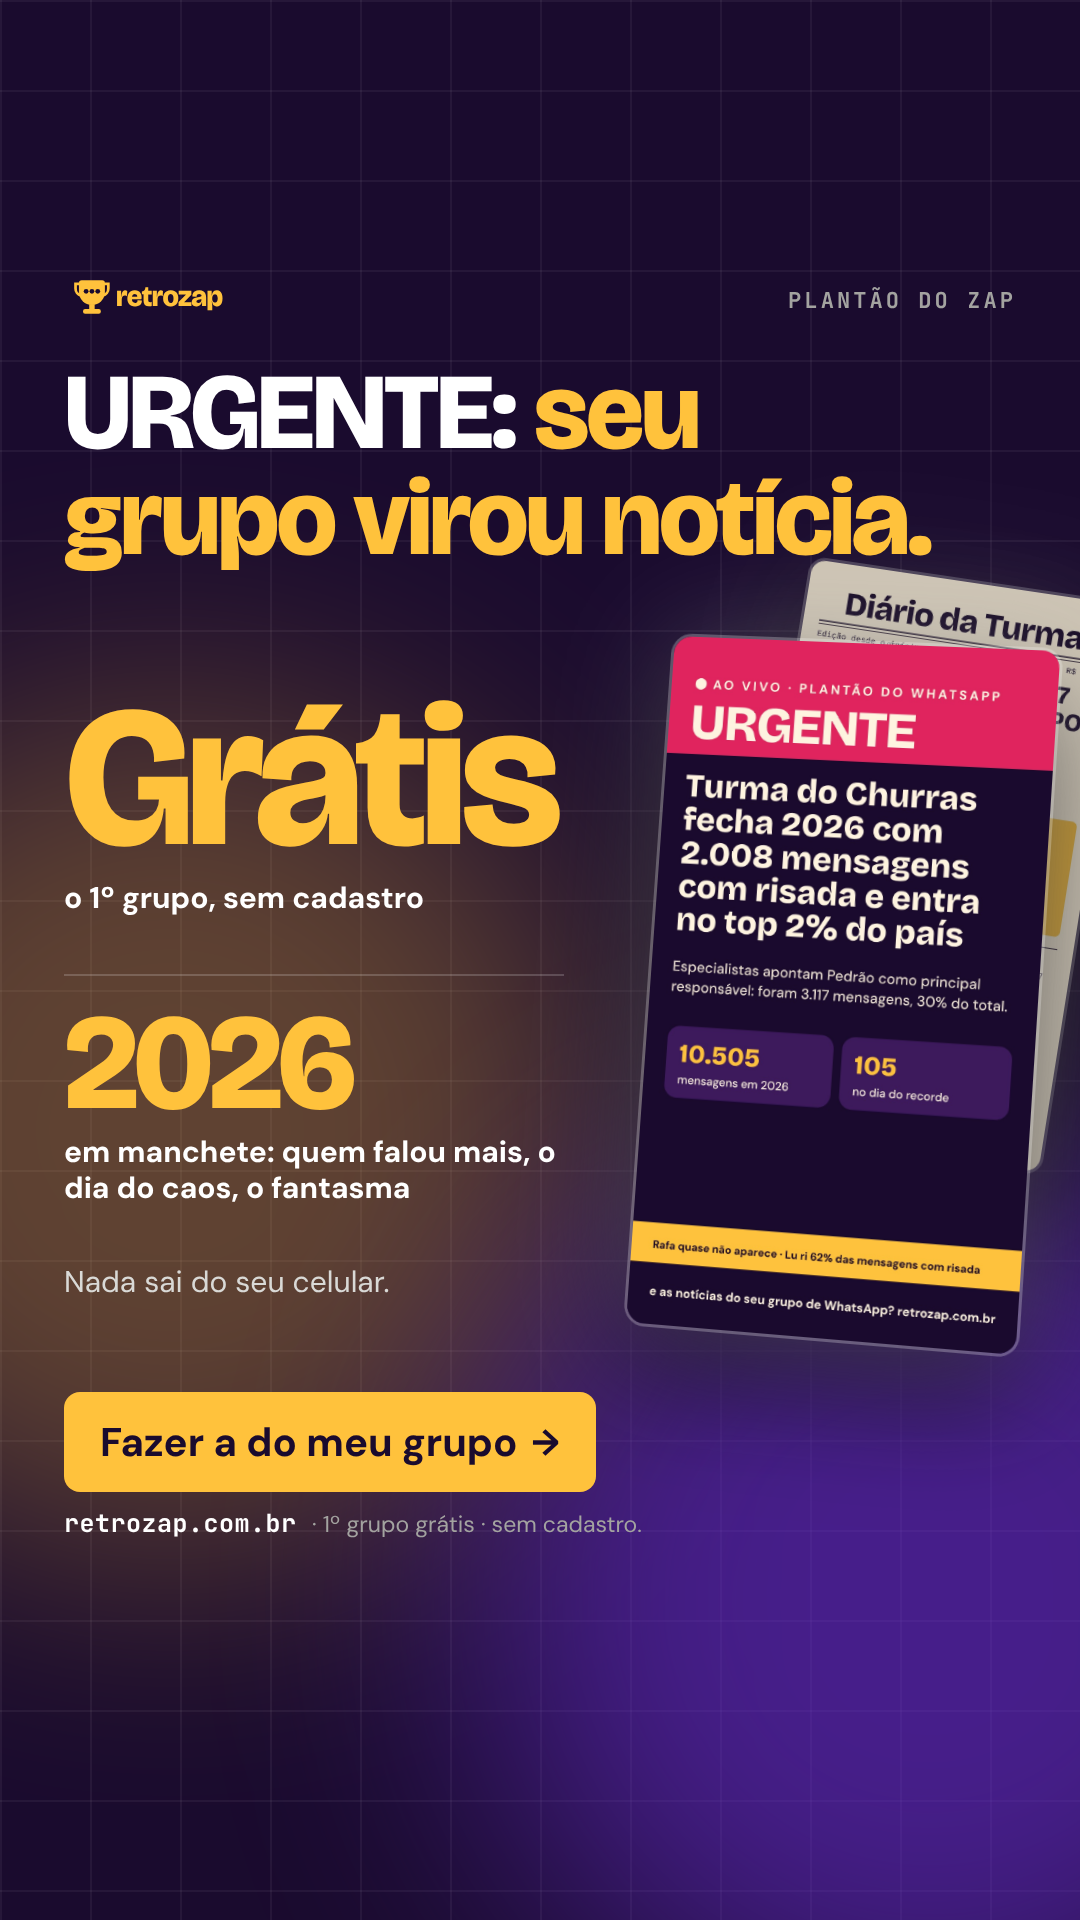 retrozap
PLANTÃO DO ZAP
URGENTE: seu
grupo virou notícia.
Grátis
o 1º grupo, sem cadastro
2026
em manchete: quem falou mais, o
dia do caos, o fantasma
Nada sai do seu celular.
Fazer a do meu grupo →
retrozap.com.br · 1º grupo grátis · sem cadastro.
Diário da Turma
Edição desde
R$
7
PO
AO VIVO · PLANTÃO DO WHATSAPP
URGENTE
Turma do Churras
fecha 2026 com
2.008 mensagens
com risada e entra
no top 2% do país
Especialistas apontam Pedrão como principal
responsável: foram 3.117 mensagens, 30% do total.
10.505
mensagens em 2026
105
no dia do recorde
Rafa quase não aparece · Lu ri 62% das mensagens com risada
e as notícias do seu grupo de WhatsApp? retrozap.com.br